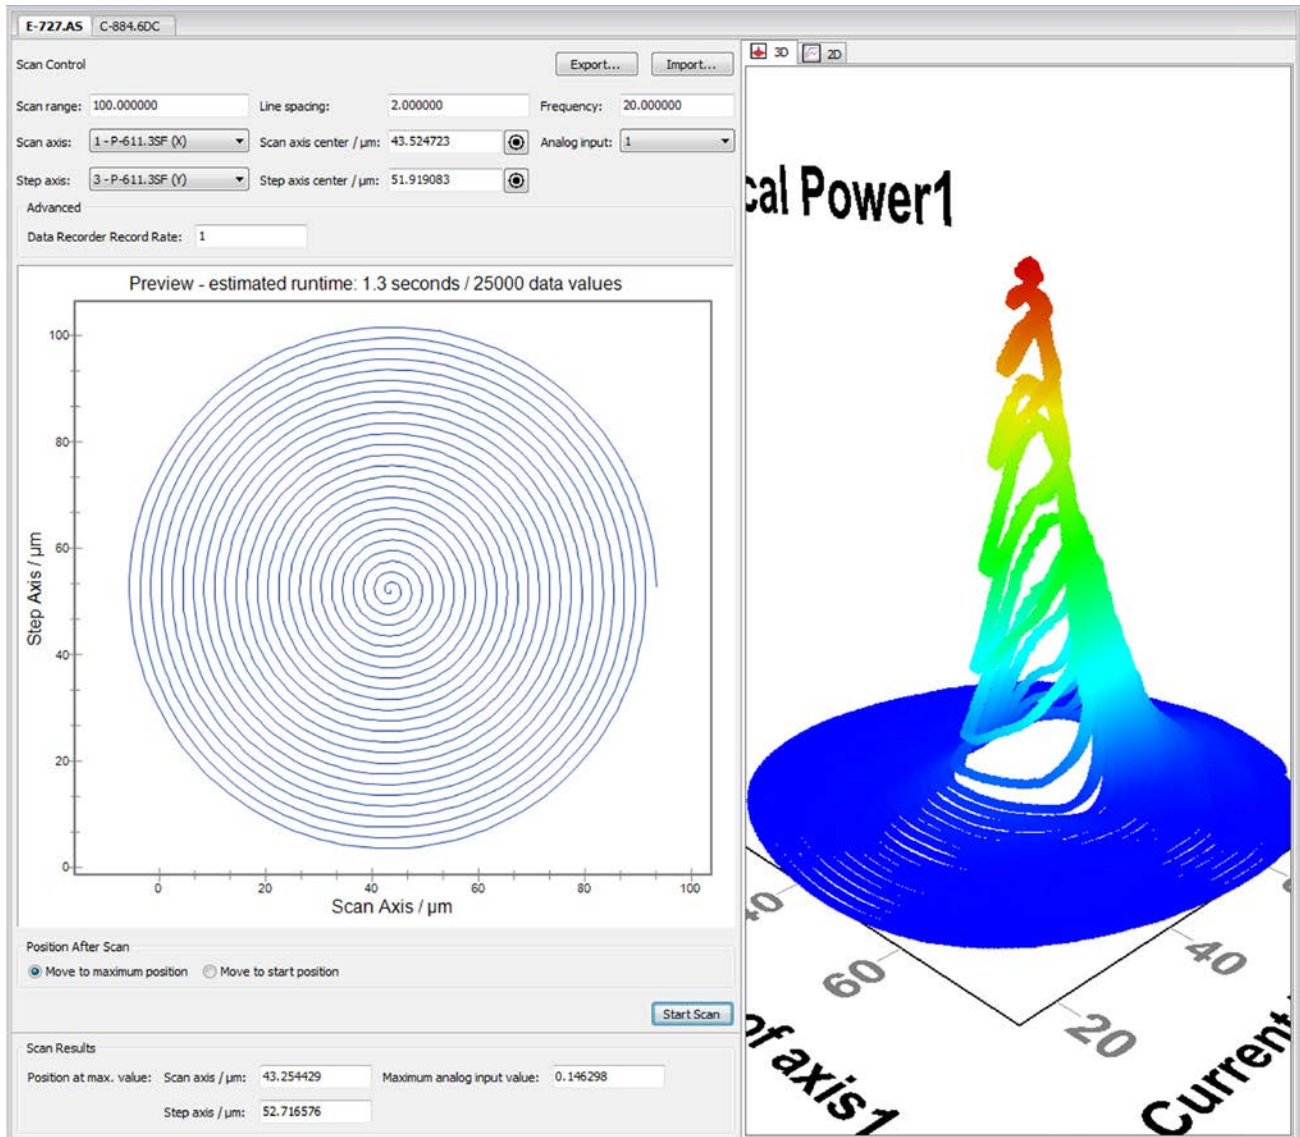 E-727.AS C-884.6DC
Scan Control Export... Import...
Scan range: 100.000000 Line spacing: 2.000000 Frequency: 20.000000
Scan axis: 1 - P-611.3SF (X) Scan axis center / µm: 43.524723 Analog input: 1
Step axis: 3 - P-611.3SF (Y) Step axis center / µm: 51.919083
Advanced
Data Recorder Record Rate: 1
Preview - estimated runtime: 1.3 seconds / 25000 data values
100
80
60
40
20
0
Step Axis / µm
0 20 40 60 80 100
Scan Axis / µm
Position After Scan
Move to maximum position Move to start position
Start Scan
Scan Results
Position at max. value: Scan axis / µm: 43.254429 Maximum analog input value: 0.146298
Step axis / µm: 52.716576
3D 2D
cal Power1
40
60
40
20
of axis1
Current